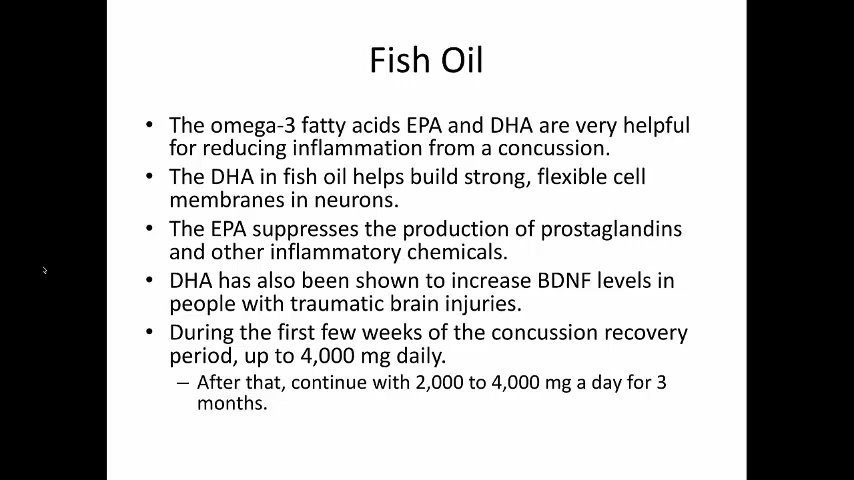 Fish Oil
• The omega-3 fatty acids EPA and DHA are very helpful
for reducing inflammation from a concussion.
• The DHA in fish oil helps build strong, flexible cell
membranes in neurons.
• The EPA suppresses the production of prostaglandins
and other inflammatory chemicals.
• DHA has also been shown to increase BDNF levels in
people with traumatic brain injuries.
• During the first few weeks of the concussion recovery
period, up to 4,000 mg daily.
– After that, continue with 2,000 to 4,000 mg a day for 3
months.